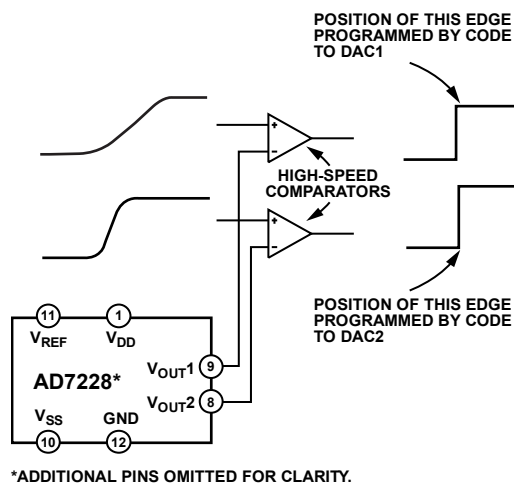 POSITION OF THIS EDGE
PROGRAMMED BY CODE
TO DAC1
+
–
HIGH-SPEED
COMPARATORS
+
–
POSITION OF THIS EDGE
PROGRAMMED BY CODE
TO DAC2
11
1
VREF
VDD
VOUT1
9
AD7228*
VOUT2
8
VSS
GND
10
12
*ADDITIONAL PINS OMITTED FOR CLARITY.